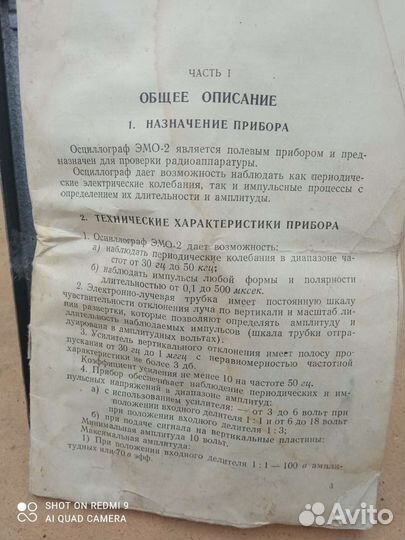 ЧАСТЬ I
ОБЩЕЕ ОПИСАНИЕ
1. НАЗНАЧЕНИЕ ПРИБОРА
Осциллограф ЭМО-2 является полевым прибором и пред-
назначен для проверки радиоаппаратуры.
Осциллограф дает возможность наблюдать как периодиче-
ские электрические колебания, так и импульсные процессы с
определением их длительности и амплитуды.
2. ТЕХНИЧЕСКИЕ ХАРАКТЕРИСТИКИ ПРИБОРА
1. Осциллограф ЭМО-2 дает возможность:
а) наблюдать периодические колебания в диапазоне час-
тот от 30 гц до 50 кгц;
б) наблюдать импульсы любой формы и полярности
длительностью от 0,1 до 500 мксек.
2. Электронно-лучевая трубка имеет постоянную шкалу
чувствительности отклонения луча по вертикали и масштаб ли-
нии развертки, которые позволяют определять амплитуду и
длительность наблюдаемых импульсов (шкала трубки отгра-
дуирована в амплитудных вольтах).
3. Усилитель вертикального отклонения имеет полосу про-
пускания от 30 гц до 1 мггц с неравномерностью частотной
характеристики не более 3 дб.
Коэффициент усиления не менее 10 на частоте 50 гц.
4. Прибор обеспечивает наблюдение периодических и им-
пульсных напряжений в диапазоне амплитуд:
а) с использованием усилителя: — от 3 до 6 вольт при
положении входного делителя 1 : 1 и от 6 до 18 вольт
при положении входного делителя 1 : 3;
б) при подаче сигнала на вертикальные пластины:
Минимальная амплитуда 10 вольт.
Максимальная амплитуда:
1) При положении входного делителя 1 : 1 — 100 в ампли-
тудных или 70 в эфф.
3
SHOT ON REDMI 9
AI QUAD CAMERA
Avito